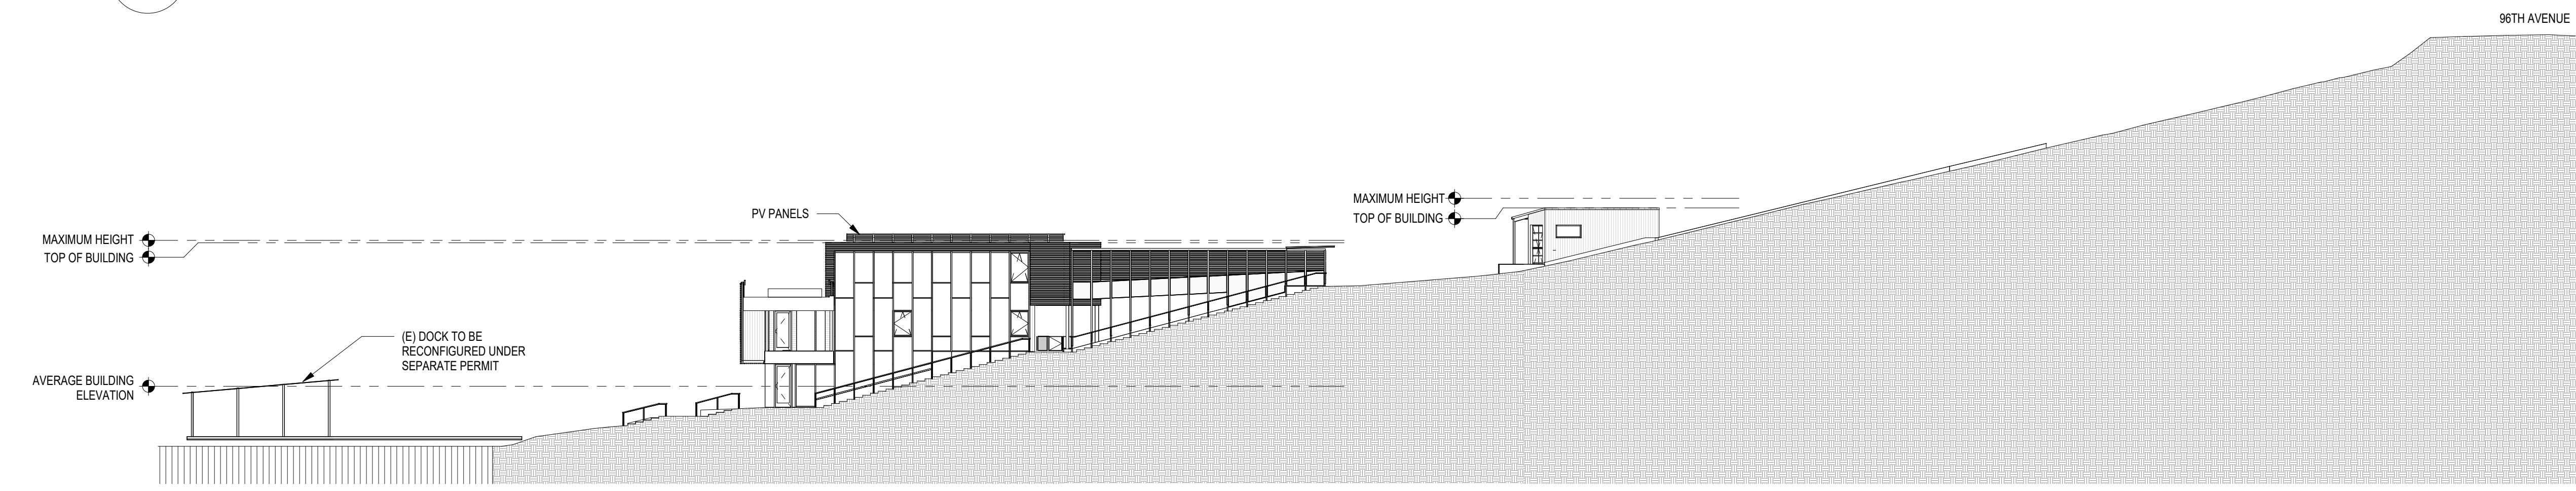 96TH AVENUE
MAXIMUM HEIGHT
TOP OF BUILDING
PV PANELS
MAXIMUM HEIGHT
TOP OF BUILDING
(E) DOCK TO BE
RECONFIGURED UNDER
SEPARATE PERMIT
AVERAGE BUILDING
ELEVATION